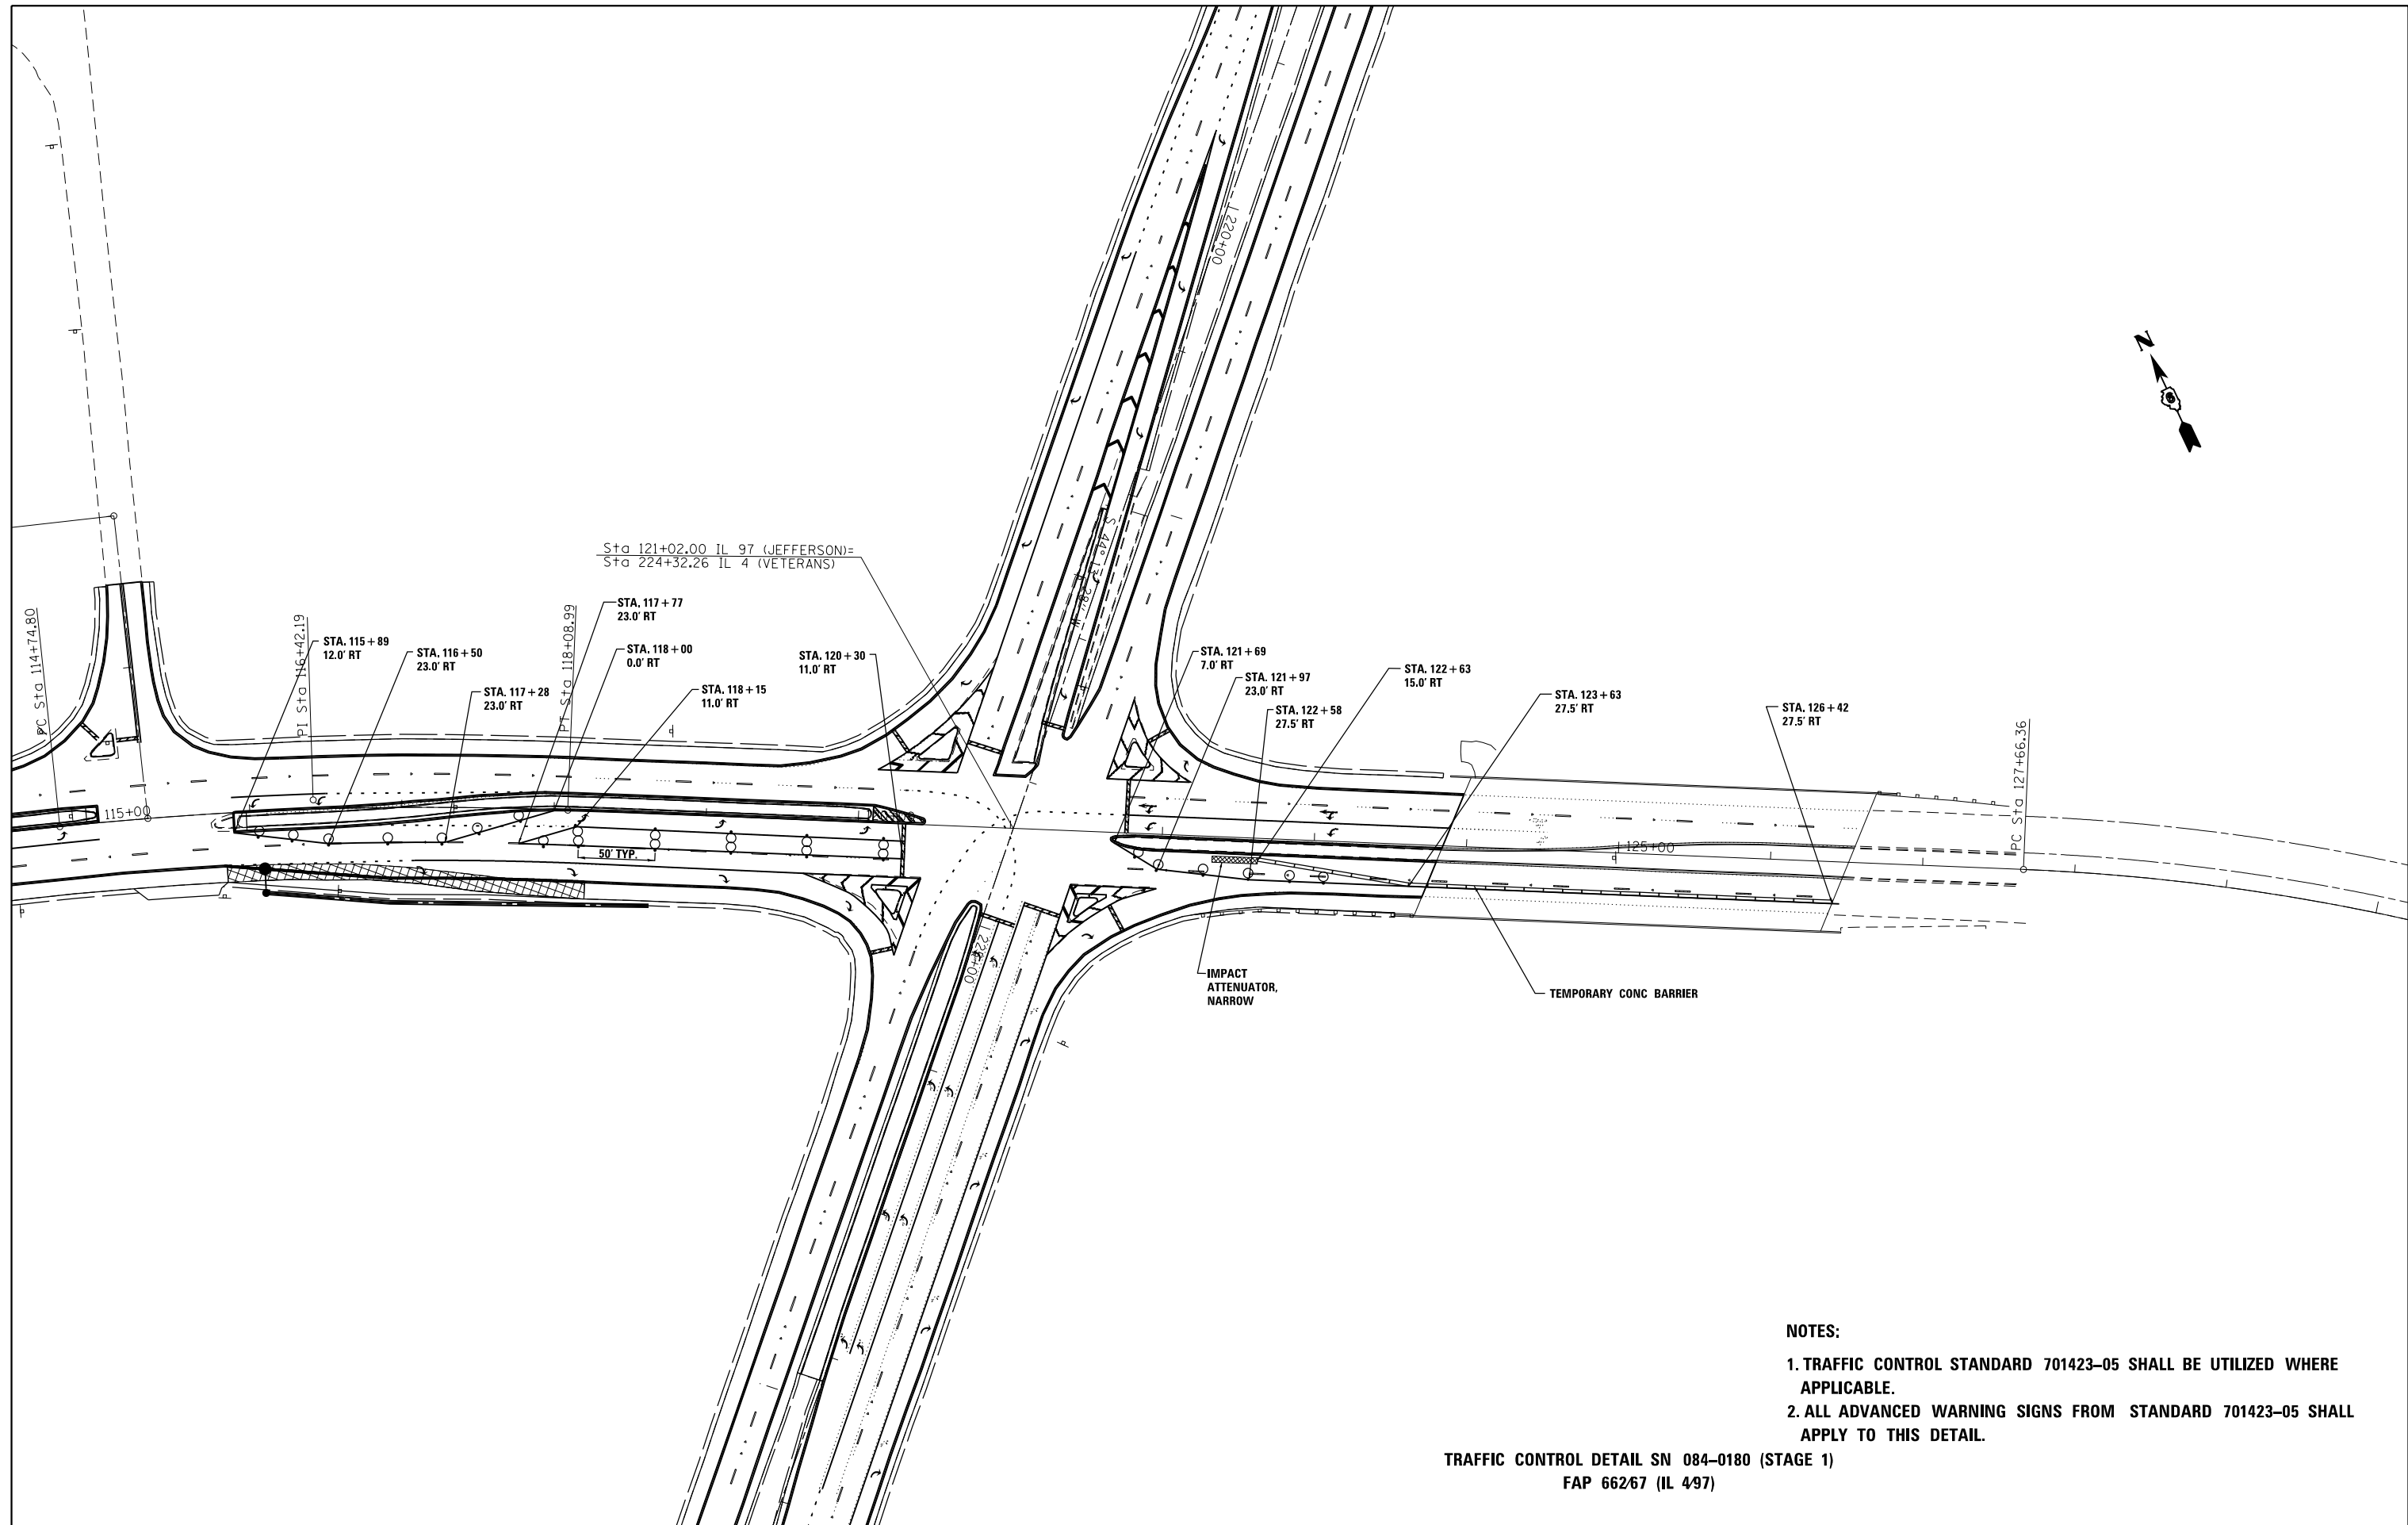 N
220+00
S 44°
Sta 121+02.00 IL 97 (JEFFERSON)=
Sta 224+32.26 IL 4 (VETERANS)
PC Sta 114+74.80
PI Sta 116+42.19
PT Sta 118+08.99
STA. 115+89
12.0' RT
STA. 116+50
23.0' RT
STA. 117+28
23.0' RT
STA. 117+77
23.0' RT
STA. 118+00
0.0' RT
STA. 118+15
11.0' RT
STA. 120+30
11.0' RT
STA. 121+69
7.0' RT
STA. 121+97
23.0' RT
STA. 122+58
27.5' RT
STA. 122+63
15.0' RT
STA. 123+63
27.5' RT
STA. 126+42
27.5' RT
PC Sta 127+66.36
115+00
125+00
50' TYP.
IMPACT
ATTENUATOR,
NARROW
TEMPORARY CONC BARRIER
NOTES:
1. TRAFFIC CONTROL STANDARD 701423–05 SHALL BE UTILIZED WHERE
APPLICABLE.
2. ALL ADVANCED WARNING SIGNS FROM STANDARD 701423–05 SHALL
APPLY TO THIS DETAIL.
TRAFFIC CONTROL DETAIL SN 084–0180 (STAGE 1)
FAP 662/67 (IL 4/97)